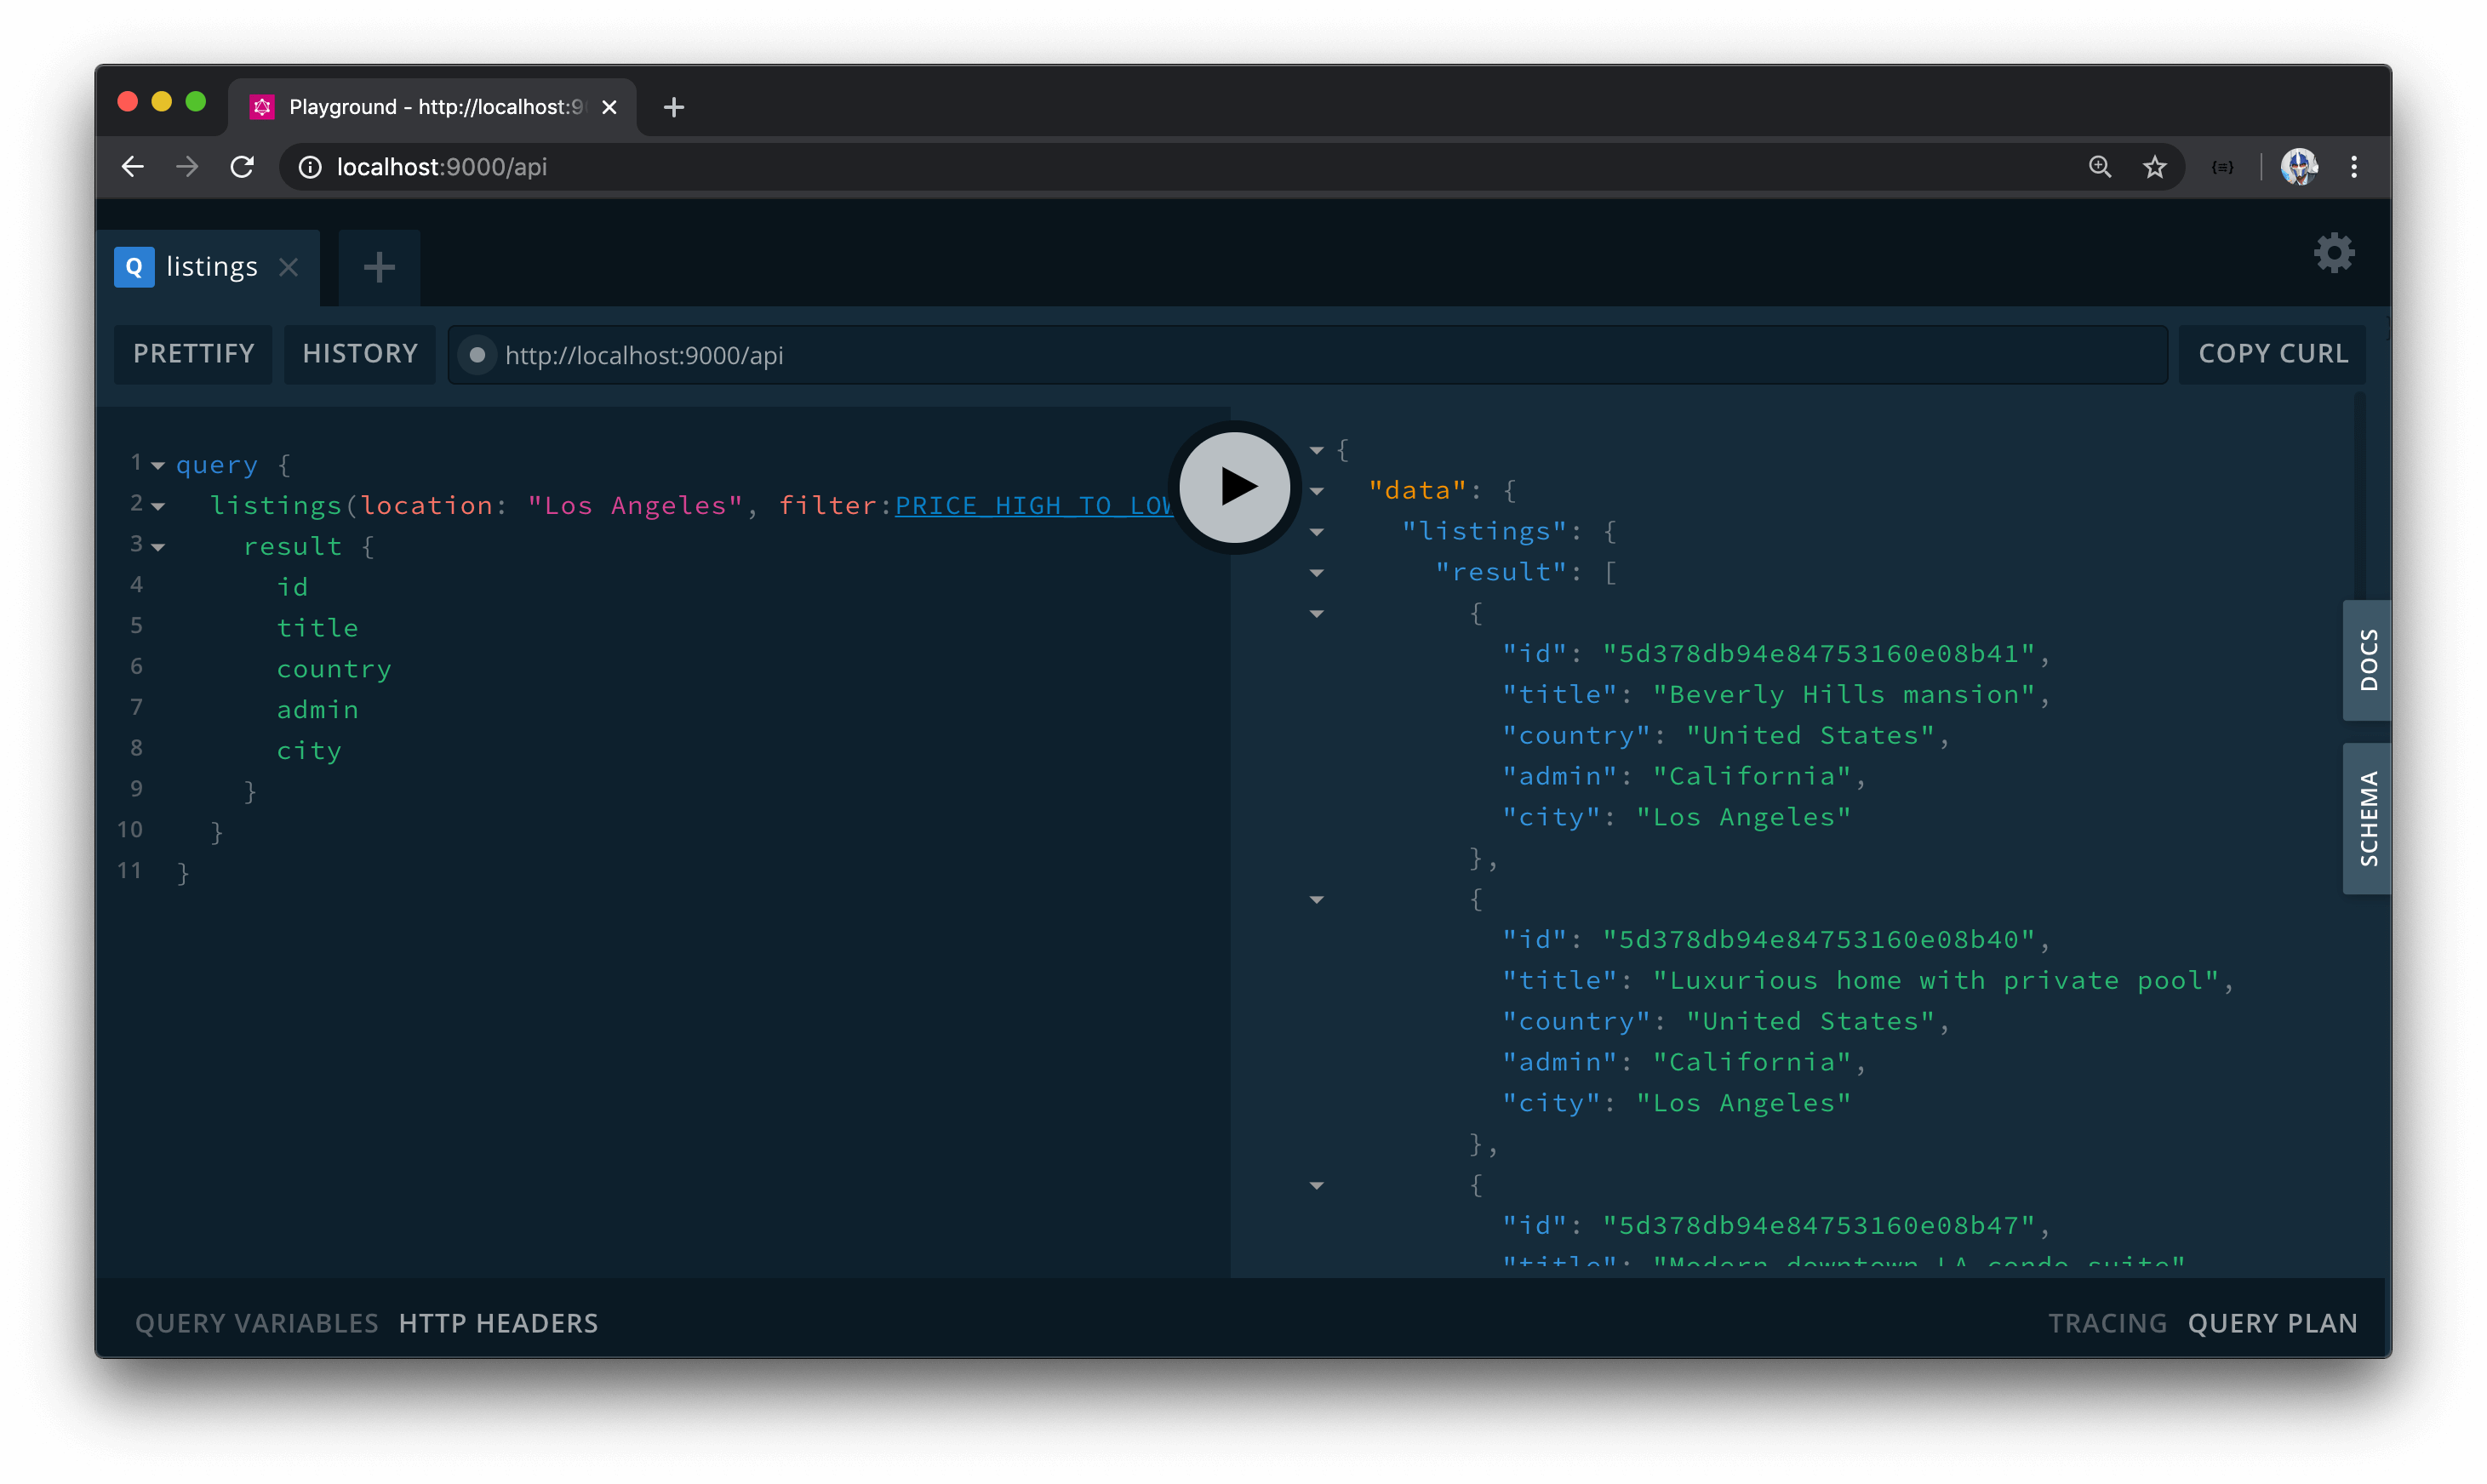 Playground - http://localhost:9
localhost:9000/api
Q listings
PRETTIFY HISTORY http://localhost:9000/api COPY CURL
1 query {
2 listings(location: "Los Angeles", filter:PRICE_HIGH_TO_LOW
3 result {
4 id
5 title
6 country
7 admin
8 city
9 }
10 }
11 }
{
"data": {
"listings": {
"result": [
{
"id": "5d378db94e84753160e08b41",
"title": "Beverly Hills mansion",
"country": "United States",
"admin": "California",
"city": "Los Angeles"
},
{
"id": "5d378db94e84753160e08b40",
"title": "Luxurious home with private pool",
"country": "United States",
"admin": "California",
"city": "Los Angeles"
},
{
"id": "5d378db94e84753160e08b47",
"title": "Modern downtown LA condo suite"
DOCS
SCHEMA
QUERY VARIABLES HTTP HEADERS
TRACING QUERY PLAN